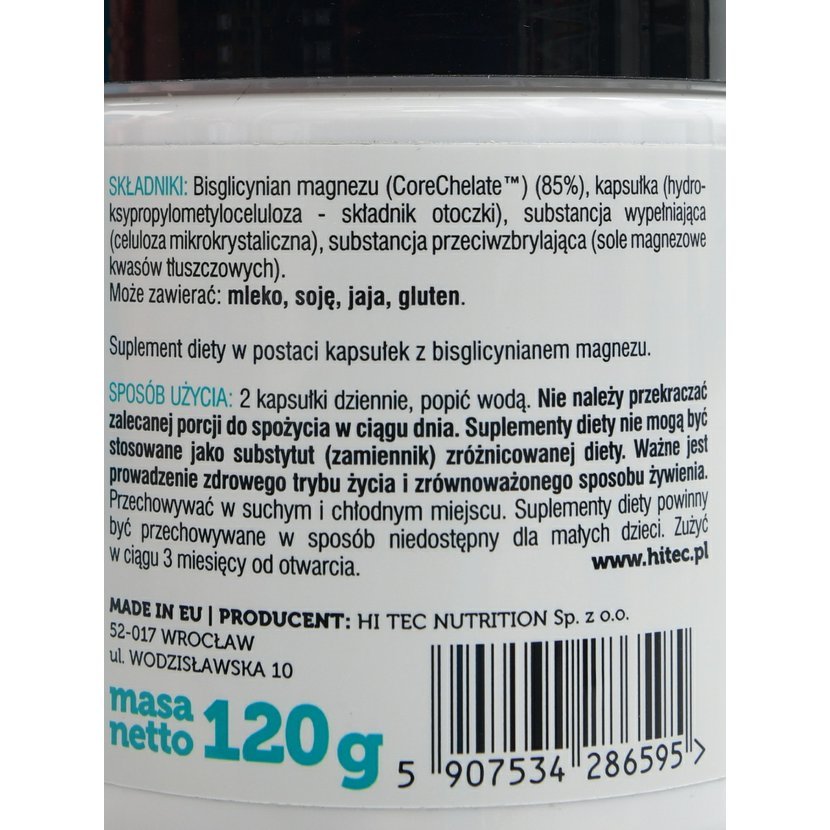 SKŁADNIKI: Bisglicynian magnezu (CoreChelate™) (85%), kapsułka (hydro-
ksypropylometyloceluloza - składnik otoczki), substancja wypełniająca
(celuloza mikrokrystaliczna), substancja przeciwzbrylająca (sole magnezowe
kwasów tłuszczowych).
Może zawierać: mleko, soję, jaja, gluten.
Suplement diety w postaci kapsułek z bisglicynianem magnezu.
SPOSÓB UŻYCIA: 2 kapsułki dziennie, popić wodą. Nie należy przekraczać
zalecanej porcji do spożycia w ciągu dnia. Suplementy diety nie mogą być
stosowane jako substytut (zamiennik) zróżnicowanej diety. Ważne jest
prowadzenie zdrowego trybu życia i zrównoważonego sposobu żywienia.
Przechowywać w suchym i chłodnym miejscu. Suplementy diety powinny
być przechowywane w sposób niedostępny dla małych dzieci. Zużyć
w ciągu 3 miesięcy od otwarcia.
www.hitec.pl
MADE IN EU | PRODUCENT: HI TEC NUTRITION Sp. z o.o.
52-017 WROCŁAW
ul. WODZISŁAWSKA 10
masa
netto 120 g
5 907534 286595 >